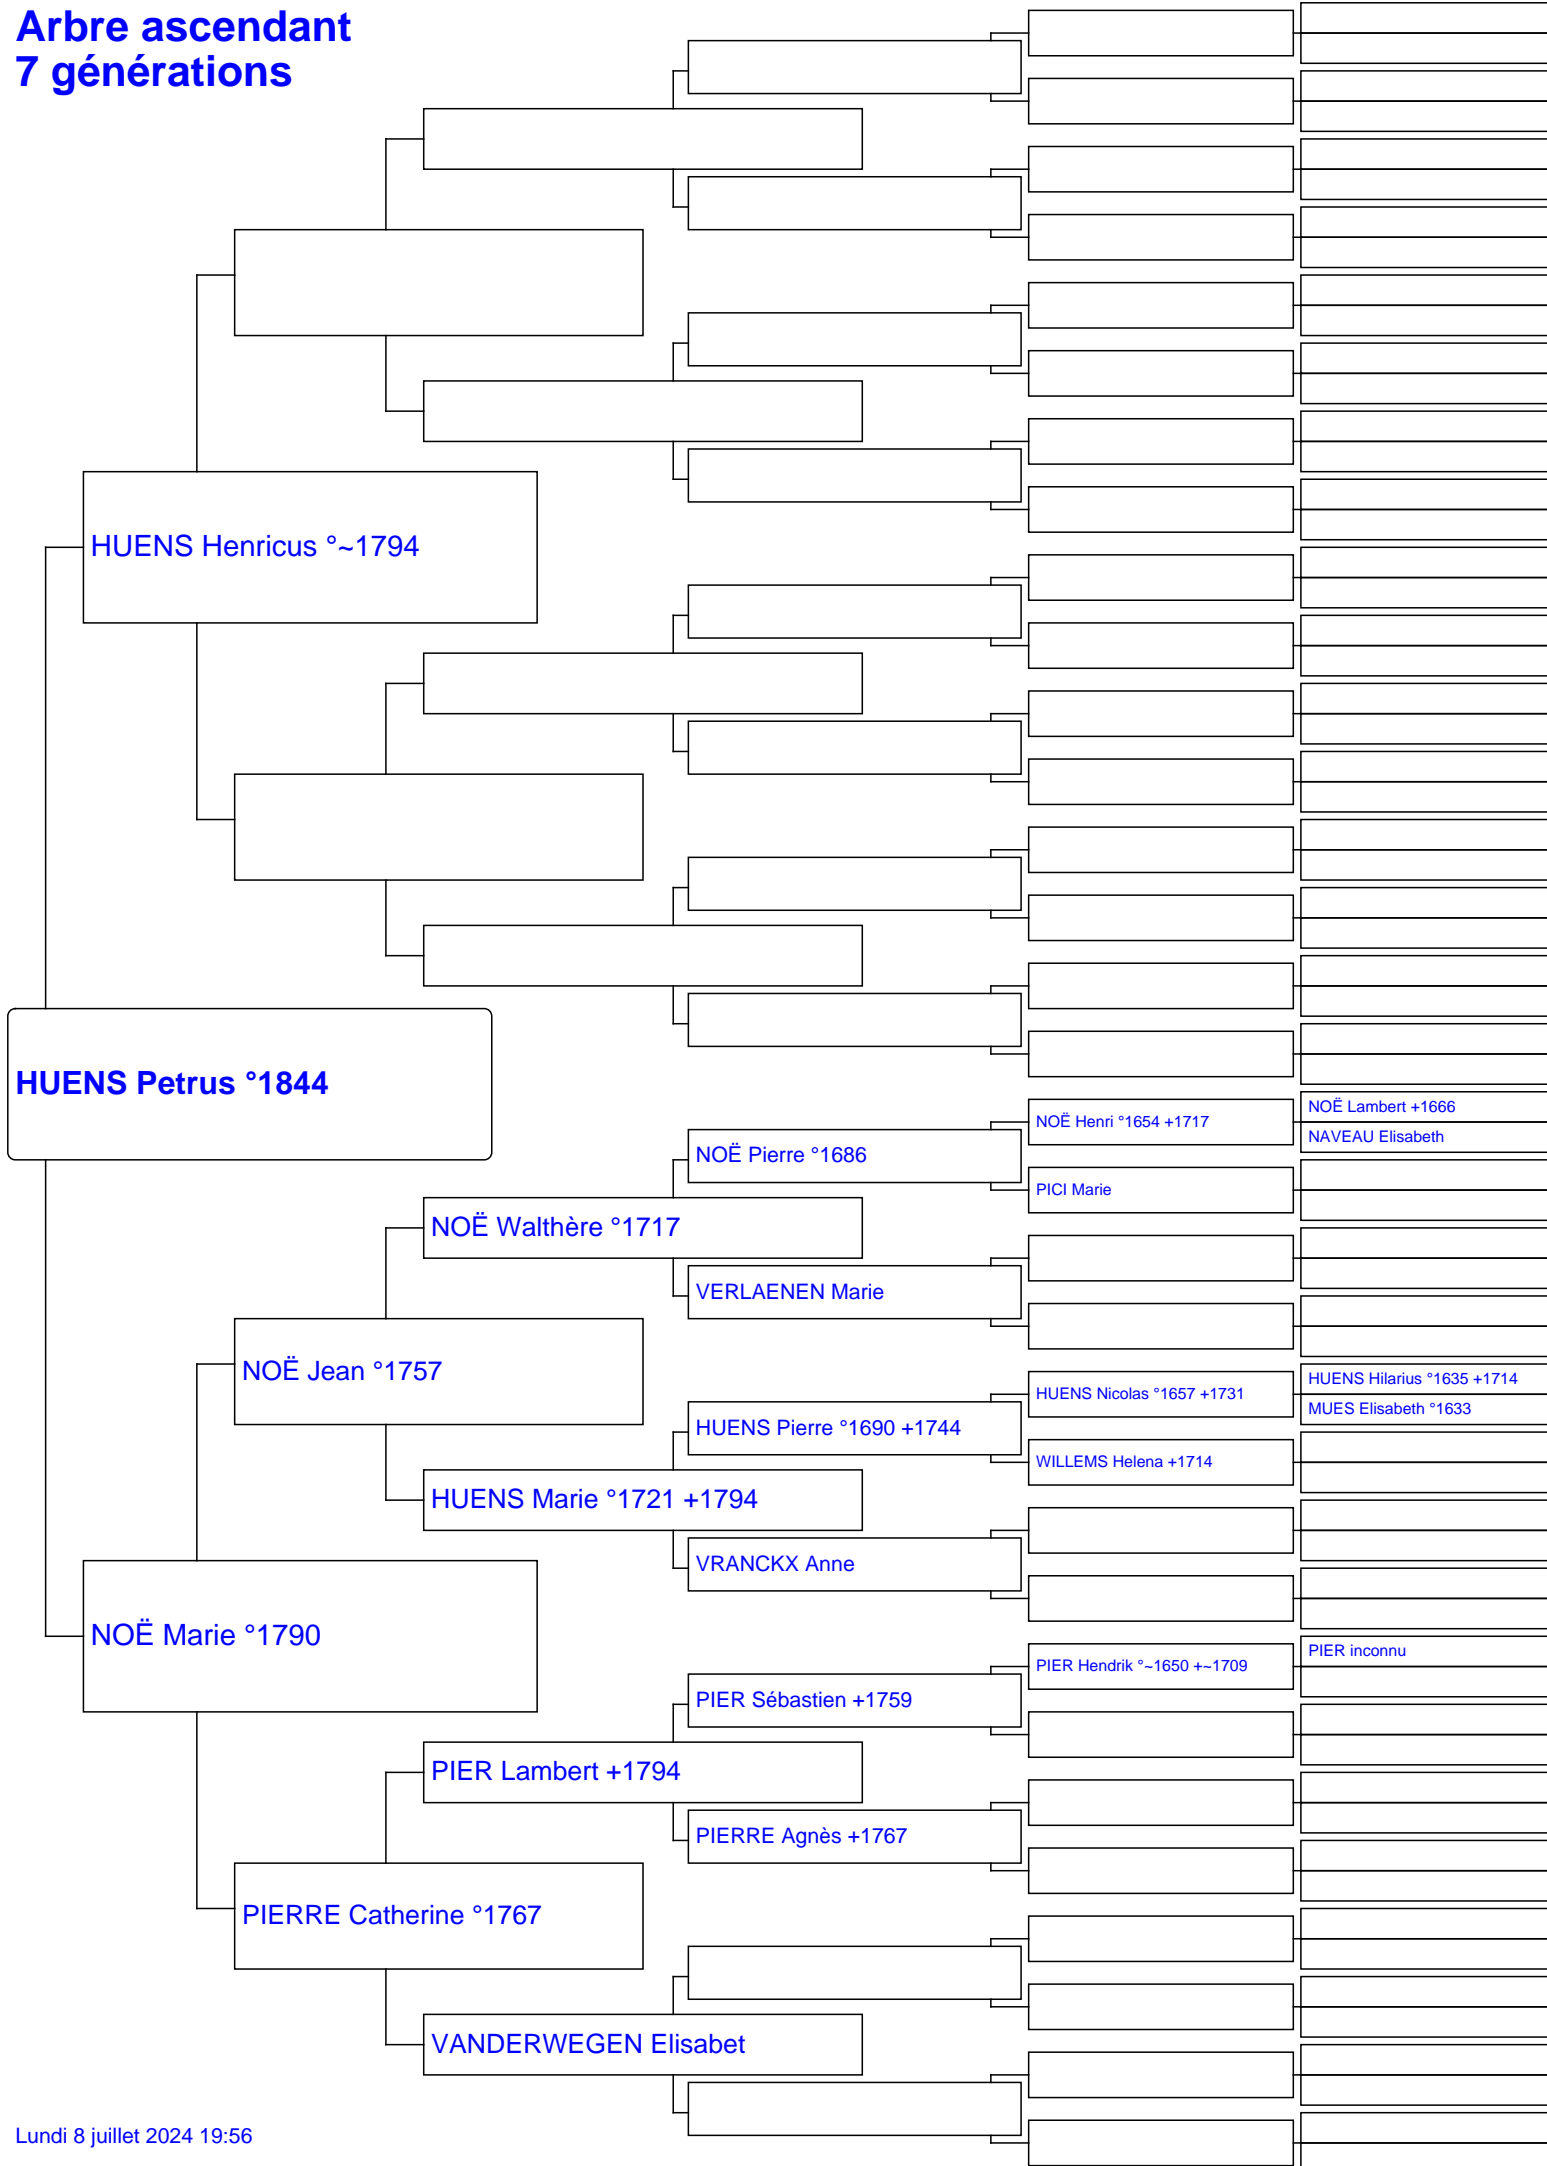 Arbre ascendant
7 générations
HUENS Henricus °~1794
HUENS Petrus °1844
NOË Henri °1654 +1717
NOË Lambert +1666
NAVEAU Elisabeth
NOË Pierre °1686
PICI Marie
NOË Walthère °1717
VERLAENEN Marie
NOË Jean °1757
HUENS Nicolas °1657 +1731
HUENS Hilarius °1635 +1714
MUES Elisabeth °1633
HUENS Pierre °1690 +1744
WILLEMS Helena +1714
HUENS Marie °1721 +1794
VRANCKX Anne
NOË Marie °1790
PIER Hendrik °~1650 +~1709
PIER inconnu
PIER Sébastien +1759
PIER Lambert +1794
PIERRE Agnès +1767
PIERRE Catherine °1767
VANDERWEGEN Elisabet
Lundi 8 juillet 2024 19:56